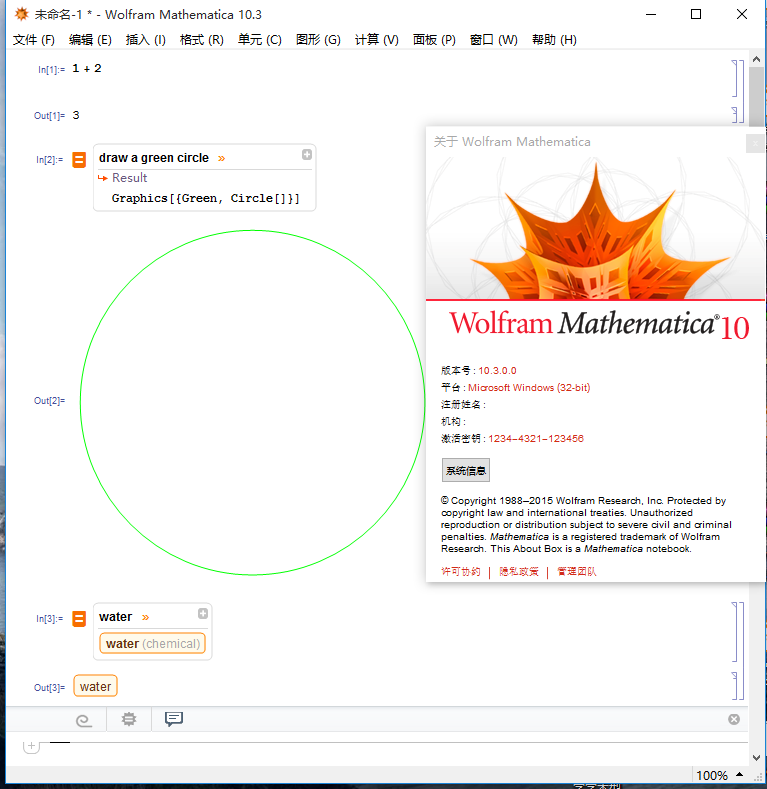 未命名-1 * - Wolfram Mathematica 10.3
文件 (F) 编辑 (E) 插入 (I) 格式 (R) 单元 (C) 图形 (G) 计算 (V) 面板 (P) 窗口 (W) 帮助 (H)
In[1]:= 1 + 2
Out[1]= 3
In[2]:= draw a green circle »
Result
Graphics[{Green, Circle[]}]
Out[2]=
In[3]:= water »
water (chemical)
Out[3]= water
100%
关于 Wolfram Mathematica
Wolfram Mathematica® 10
版本号 : 10.3.0.0
平台 : Microsoft Windows (32-bit)
注册姓名 :
机构 :
激活密钥 : 1234-4321-123456
系统信息
© Copyright 1988–2015 Wolfram Research, Inc. Protected by
copyright law and international treaties. Unauthorized
reproduction or distribution subject to severe civil and criminal
penalties. Mathematica is a registered trademark of Wolfram
Research. This About Box is a Mathematica notebook.
许可协约 | 隐私政策 | 管理团队